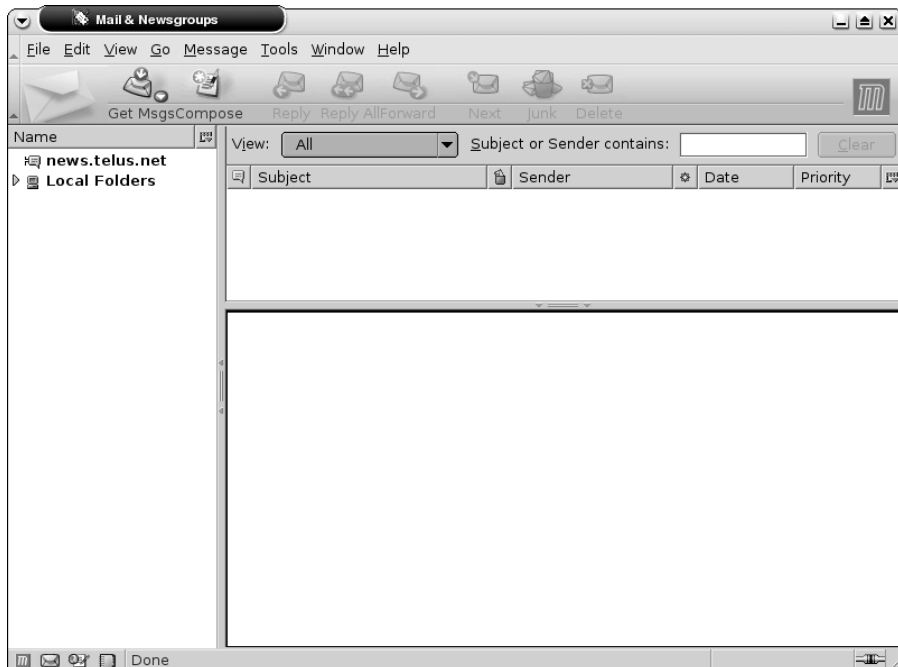 Mail & Newsgroups
File Edit View Go Message Tools Window Help
Get Msgs Compose Reply Reply All Forward Next Junk Delete
Name
news.telus.net
Local Folders
View: All Subject or Sender contains: Clear
Subject Sender Date Priority
Done